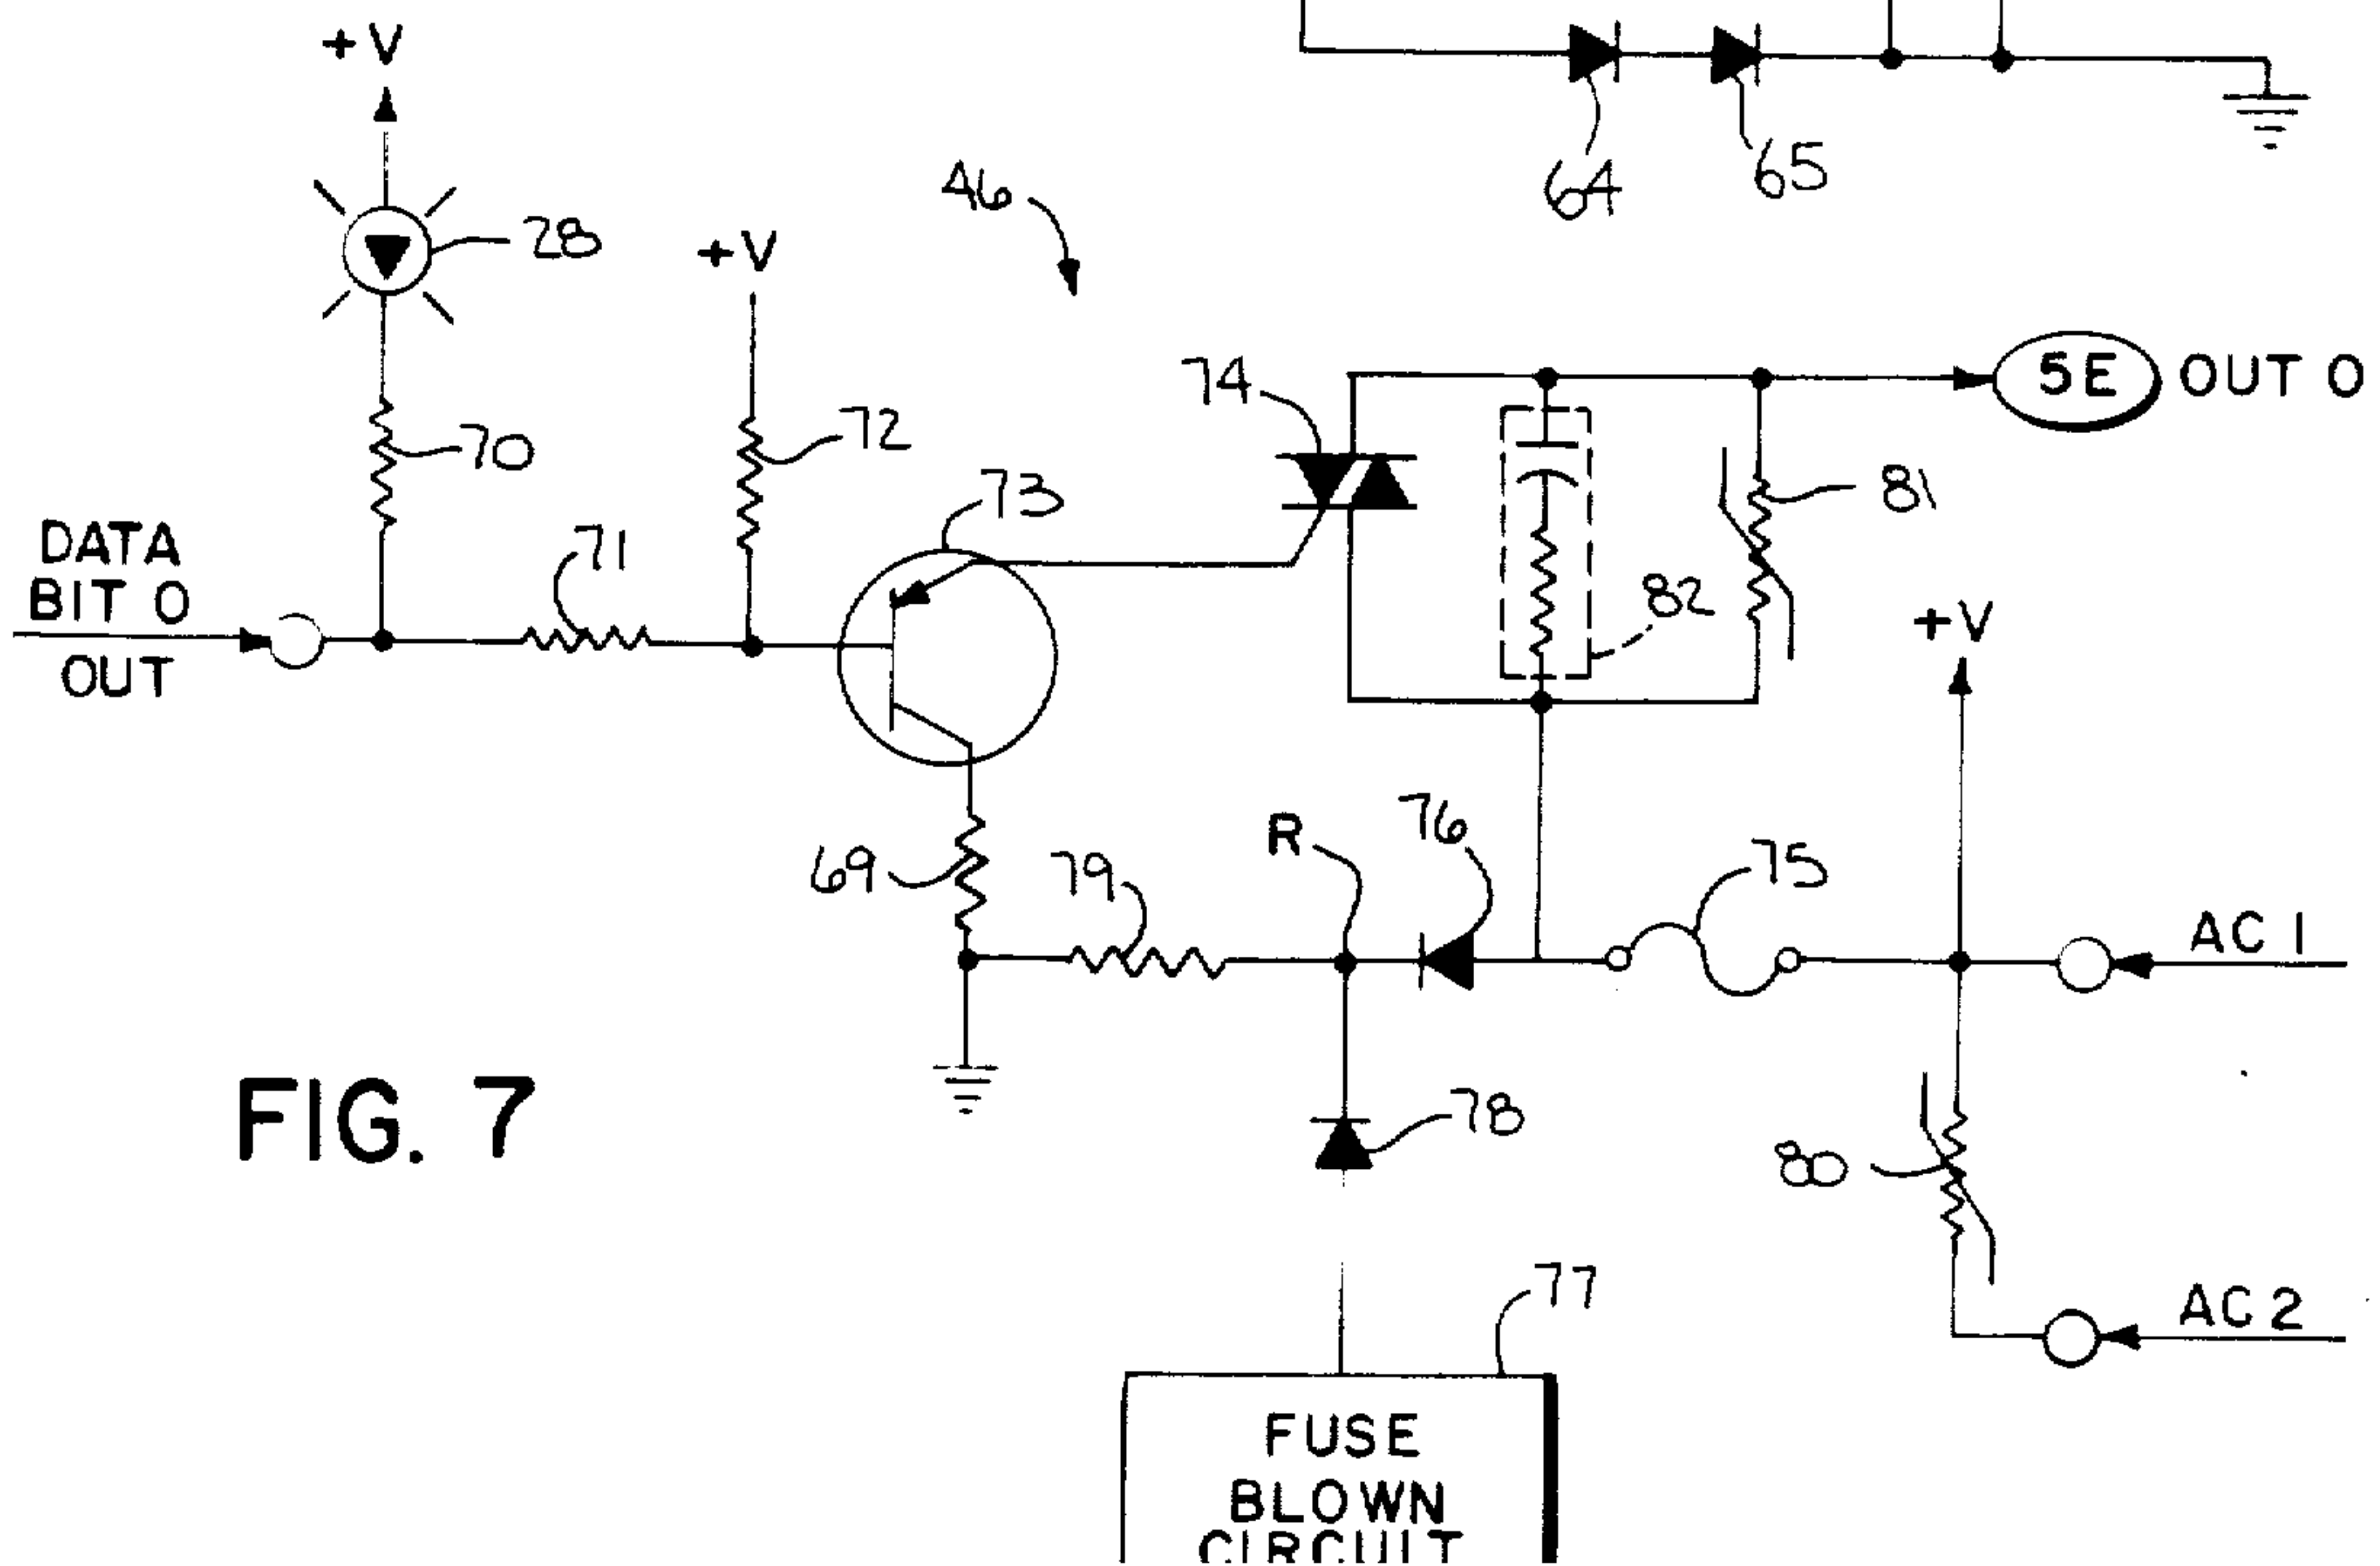 +V
64
65
46
28
+V
74
5E OUT 0
72
70
73
81
71
DATA
BIT 0
OUT
82
+V
R
76
75
69
79
AC 1
FIG. 7
78
80
77
AC 2
FUSE
BLOWN
CIRCUIT